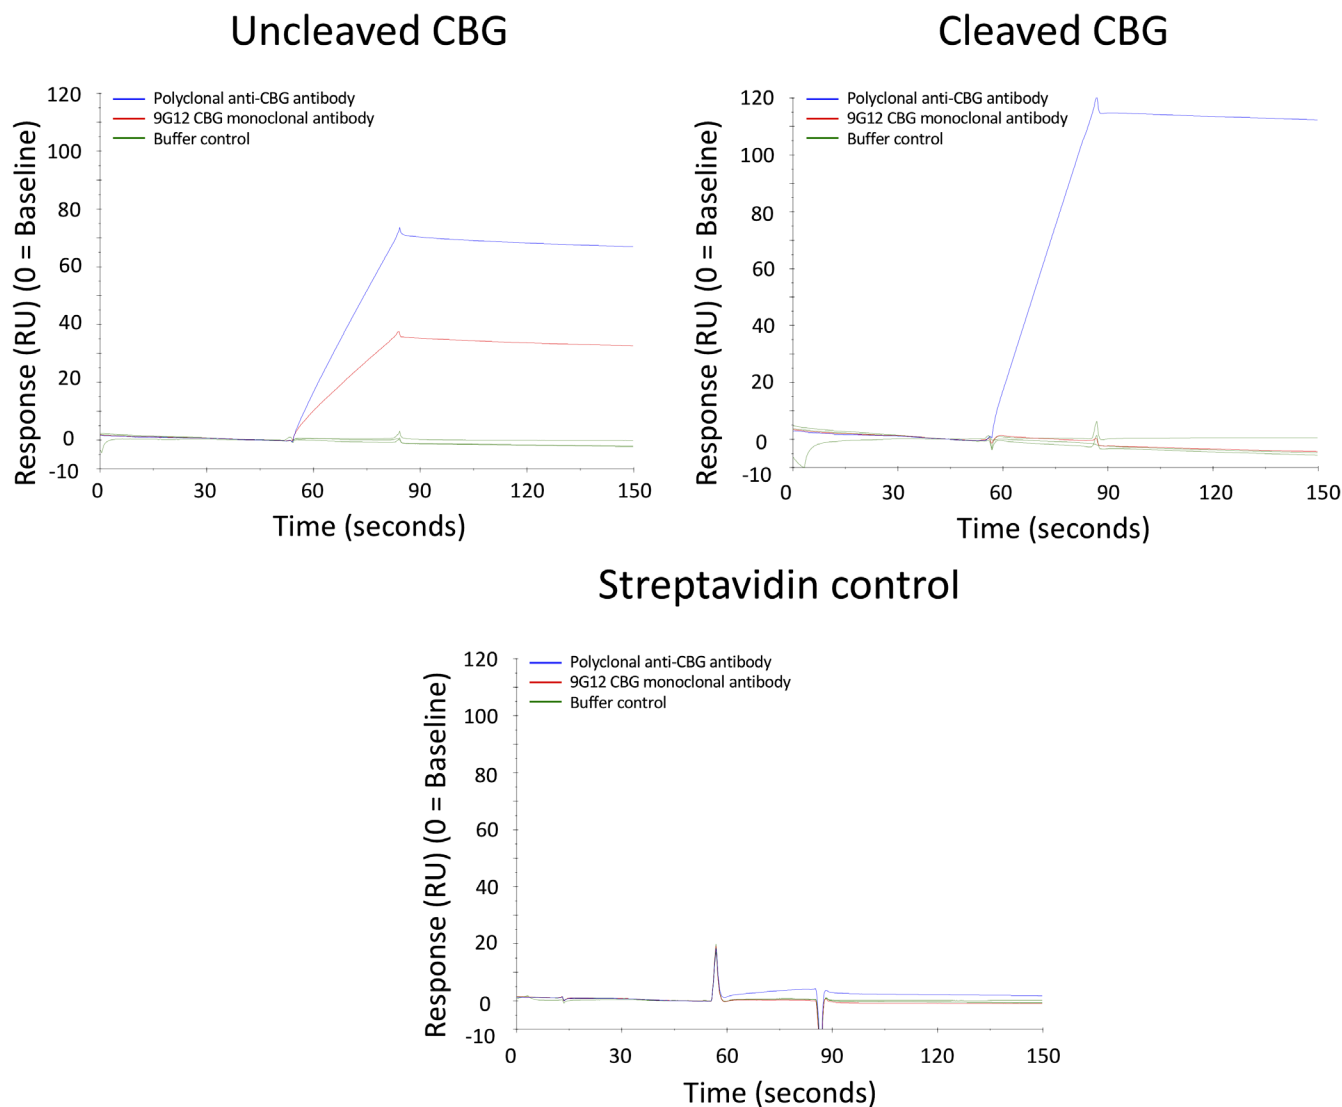 Uncleaved CBG
Polyclonal anti-CBG antibody
9G12 CBG monoclonal antibody
Buffer control
120
100
80
60
40
20
0
-10
Response (RU) (0 = Baseline)
0 30 60 90 120 150
Time (seconds)
Cleaved CBG
Polyclonal anti-CBG antibody
9G12 CBG monoclonal antibody
Buffer control
120
100
80
60
40
20
0
-10
Response (RU) (0 = Baseline)
0 30 60 90 120 150
Time (seconds)
Streptavidin control
Polyclonal anti-CBG antibody
9G12 CBG monoclonal antibody
Buffer control
120
100
80
60
40
20
0
-10
Response (RU) (0 = Baseline)
0 30 60 90 120 150
Time (seconds)